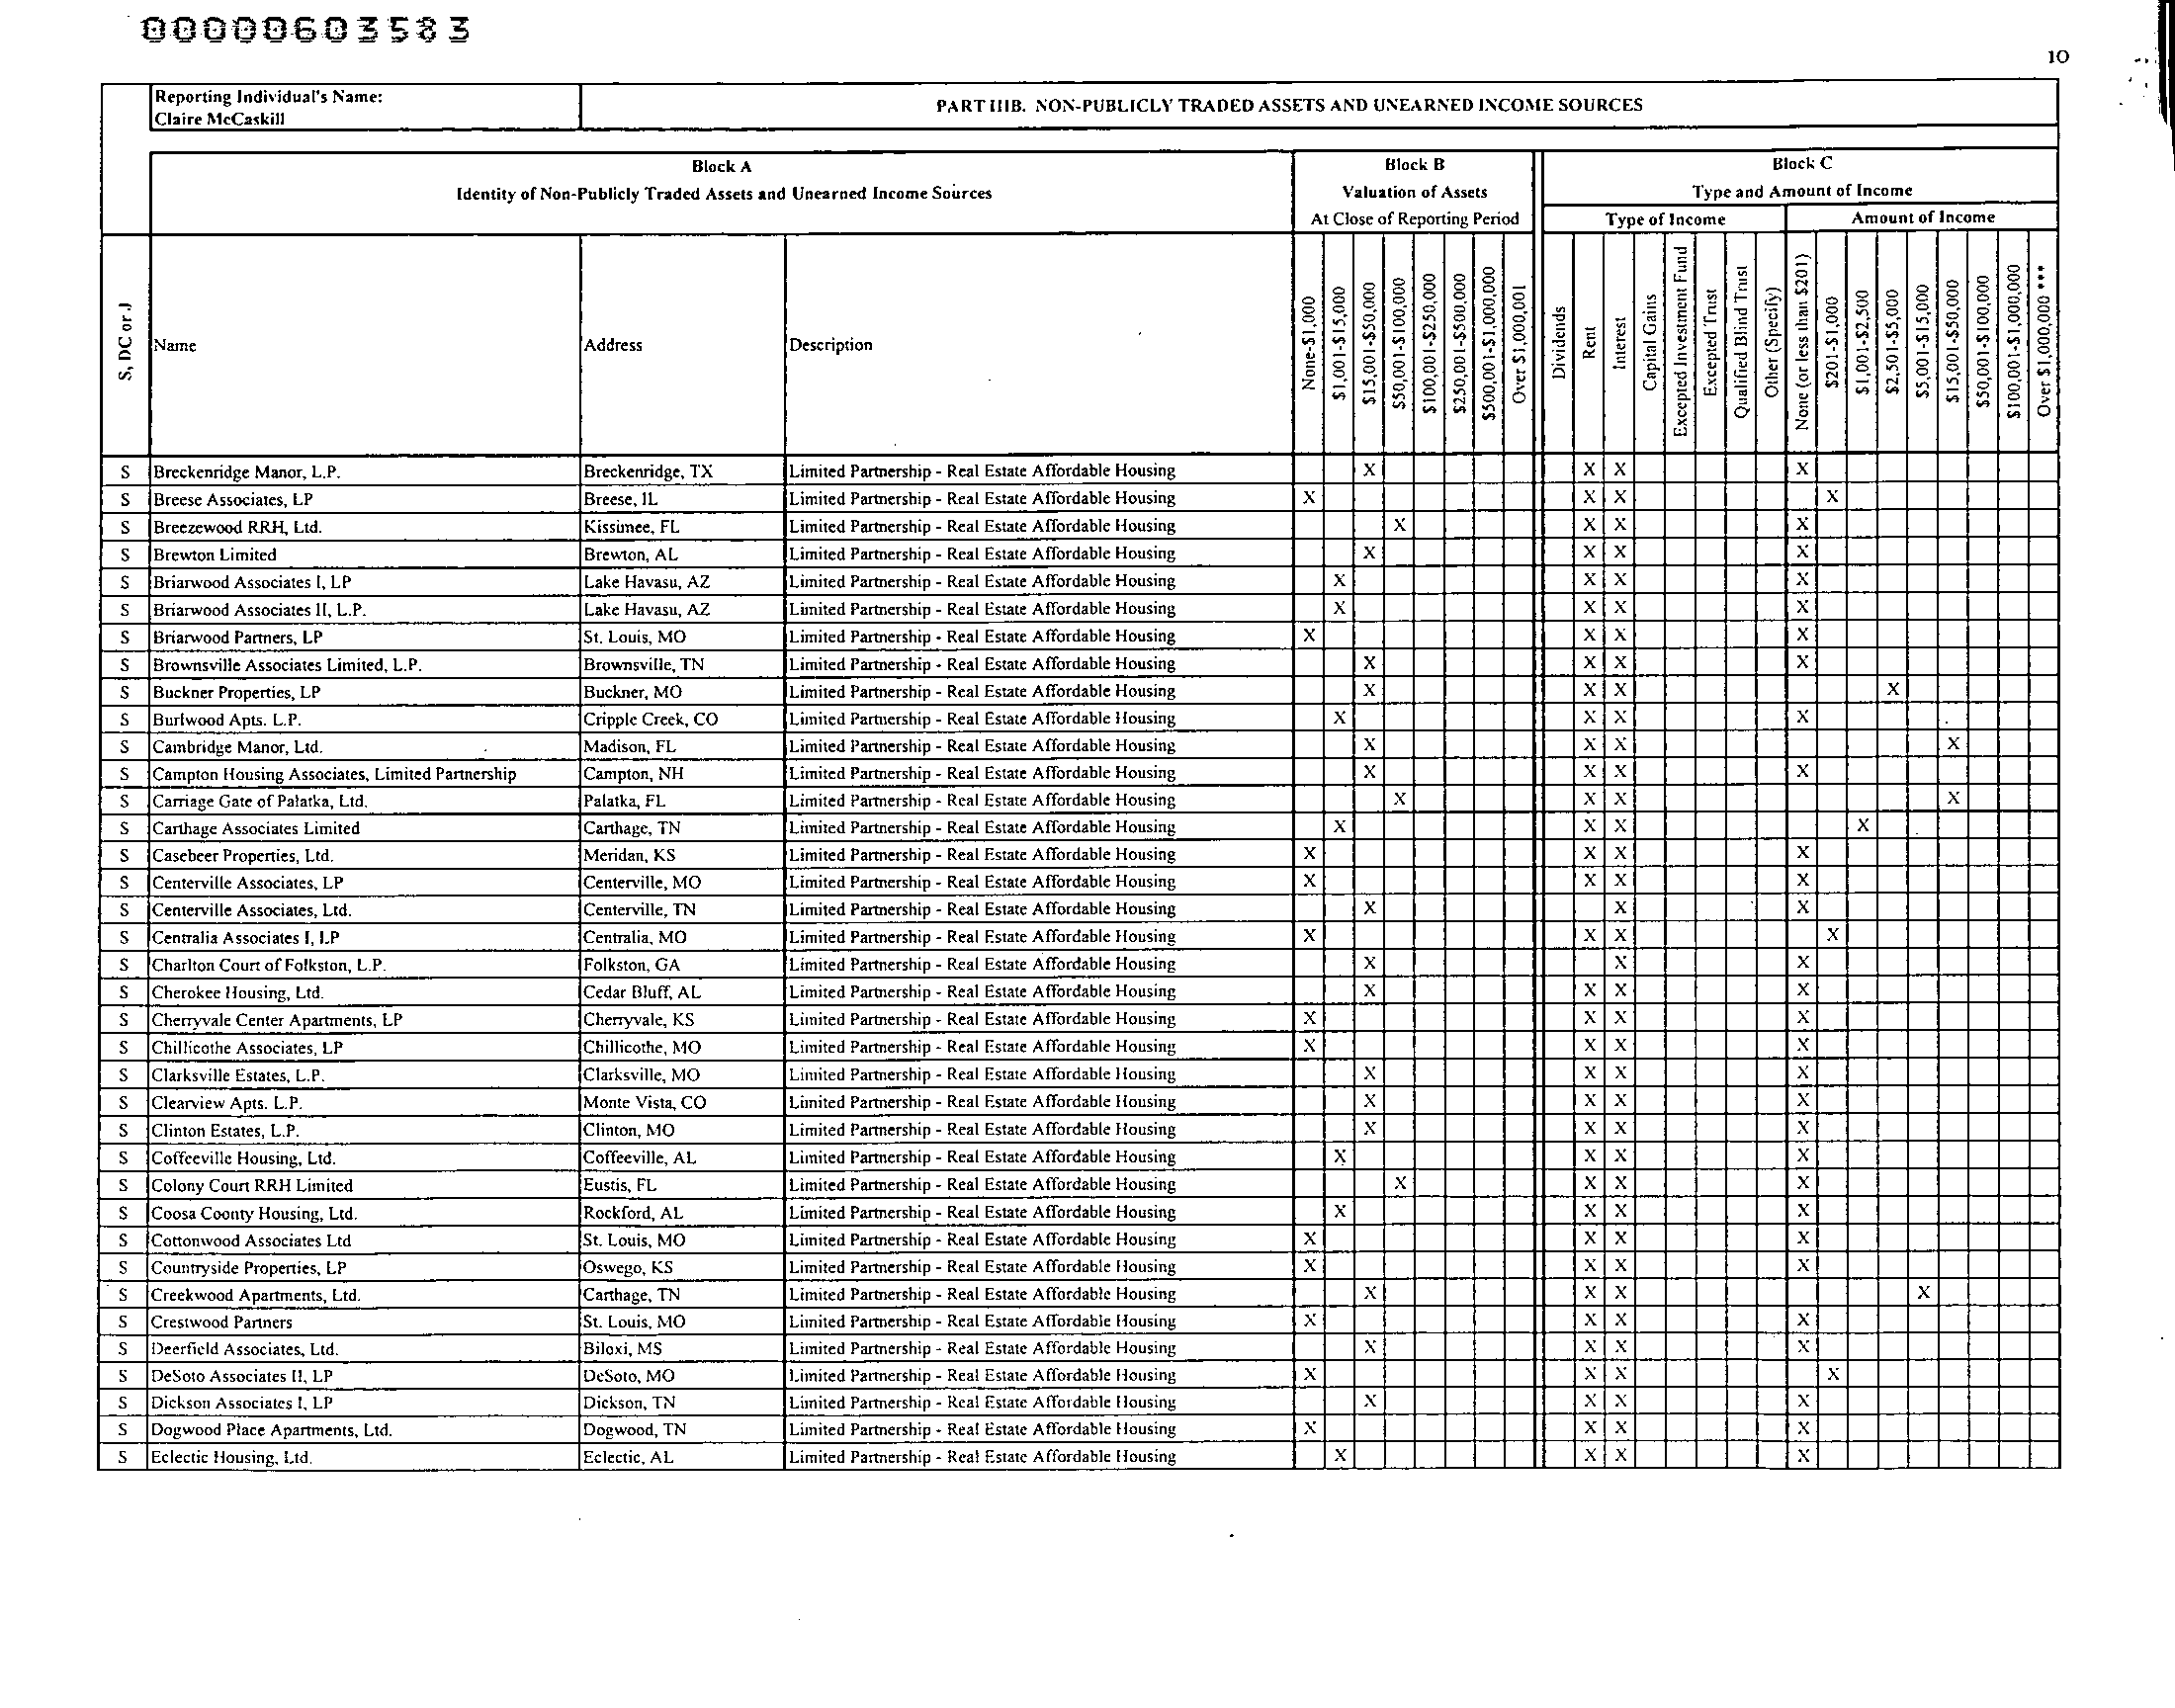 00000603583
10
Reporting Individual's Name:
Claire McCaskill
PART IIIB. NON-PUBLICLY TRADED ASSETS AND UNEARNED INCOME SOURCES
Block A
Identity of Non-Publicly Traded Assets and Unearned Income Sources
Block B
Valuation of Assets
At Close of Reporting Period
Block C
Type and Amount of Income
Type of Income
Amount of Income
S, DC or J
Name
Address
Description
None-$1,000
$1,001-$15,000
$15,001-$50,000
$50,001-$100,000
$100,001-$250,000
$250,001-$500,000
$500,001-$1,000,000
Over $1,000,001
Dividends
Rent
Interest
Capital Gains
Excepted Investment Fund
Excepted Trust
Qualified Blind Trust
Other (Specify)
None (or less than $201)
$201-$1,000
$1,001-$2,500
$2,501-$5,000
$5,001-$15,000
$15,001-$50,000
$50,001-$100,000
$100,001-$1,000,000
Over $1,000,000 ***
S Breckenridge Manor, L.P. Breckenridge, TX Limited Partnership - Real Estate Affordable Housing X X X X
S Breese Associates, LP Breese, IL Limited Partnership - Real Estate Affordable Housing X X X X
S Breezewood RRH, Ltd. Kissimee, FL Limited Partnership - Real Estate Affordable Housing X X X X
S Brewton Limited Brewton, AL Limited Partnership - Real Estate Affordable Housing X X X X
S Briarwood Associates I, LP Lake Havasu, AZ Limited Partnership - Real Estate Affordable Housing X X X X
S Briarwood Associates II, L.P. Lake Havasu, AZ Limited Partnership - Real Estate Affordable Housing X X X X
S Briarwood Partners, LP St. Louis, MO Limited Partnership - Real Estate Affordable Housing X X X X
S Brownsville Associates Limited, L.P. Brownsville, TN Limited Partnership - Real Estate Affordable Housing X X X X
S Buckner Properties, LP Buckner, MO Limited Partnership - Real Estate Affordable Housing X X X X
S Burlwood Apts. L.P. Cripple Creek, CO Limited Partnership - Real Estate Affordable Housing X X X X
S Cambridge Manor, Ltd. Madison, FL Limited Partnership - Real Estate Affordable Housing X X X X
S Campton Housing Associates, Limited Partnership Campton, NH Limited Partnership - Real Estate Affordable Housing X X X X
S Carriage Gate of Palatka, Ltd. Palatka, FL Limited Partnership - Real Estate Affordable Housing X X X X
S Carthage Associates Limited Carthage, TN Limited Partnership - Real Estate Affordable Housing X X X X
S Casebeer Properties, Ltd. Meridan, KS Limited Partnership - Real Estate Affordable Housing X X X X
S Centerville Associates, LP Centerville, MO Limited Partnership - Real Estate Affordable Housing X X X X
S Centerville Associates, Ltd. Centerville, TN Limited Partnership - Real Estate Affordable Housing X X X
S Centralia Associates I, LP Centralia, MO Limited Partnership - Real Estate Affordable Housing X X X X
S Charlton Court of Folkston, L.P. Folkston, GA Limited Partnership - Real Estate Affordable Housing X X X
S Cherokee Housing, Ltd. Cedar Bluff, AL Limited Partnership - Real Estate Affordable Housing X X X X
S Cherryvale Center Apartments, LP Cherryvale, KS Limited Partnership - Real Estate Affordable Housing X X X X
S Chillicothe Associates, LP Chillicothe, MO Limited Partnership - Real Estate Affordable Housing X X X X
S Clarksville Estates, L.P. Clarksville, MO Limited Partnership - Real Estate Affordable Housing X X X X
S Clearview Apts. L.P. Monte Vista, CO Limited Partnership - Real Estate Affordable Housing X X X X
S Clinton Estates, L.P. Clinton, MO Limited Partnership - Real Estate Affordable Housing X X X X
S Coffeeville Housing, Ltd. Coffeeville, AL Limited Partnership - Real Estate Affordable Housing X X X X
S Colony Court RRH Limited Eustis, FL Limited Partnership - Real Estate Affordable Housing X X X X
S Coosa Coonty Housing, Ltd. Rockford, AL Limited Partnership - Real Estate Affordable Housing X X X X
S Cottonwood Associates Ltd St. Louis, MO Limited Partnership - Real Estate Affordable Housing X X X X
S Countryside Properties, LP Oswego, KS Limited Partnership - Real Estate Affordable Housing X X X X
S Creekwood Apartments, Ltd. Carthage, TN Limited Partnership - Real Estate Affordable Housing X X X X
S Crestwood Partners St. Louis, MO Limited Partnership - Real Estate Affordable Housing X X X X
S Deerfield Associates, Ltd. Biloxi, MS Limited Partnership - Real Estate Affordable Housing X X X X
S DeSoto Associates II, LP DeSoto, MO Limited Partnership - Real Estate Affordable Housing X X X X
S Dickson Associates I, LP Dickson, TN Limited Partnership - Real Estate Affordable Housing X X X X
S Dogwood Place Apartments, Ltd. Dogwood, TN Limited Partnership - Real Estate Affordable Housing X X X X
S Eclectic Housing, Ltd. Eclectic, AL Limited Partnership - Real Estate Affordable Housing X X X X